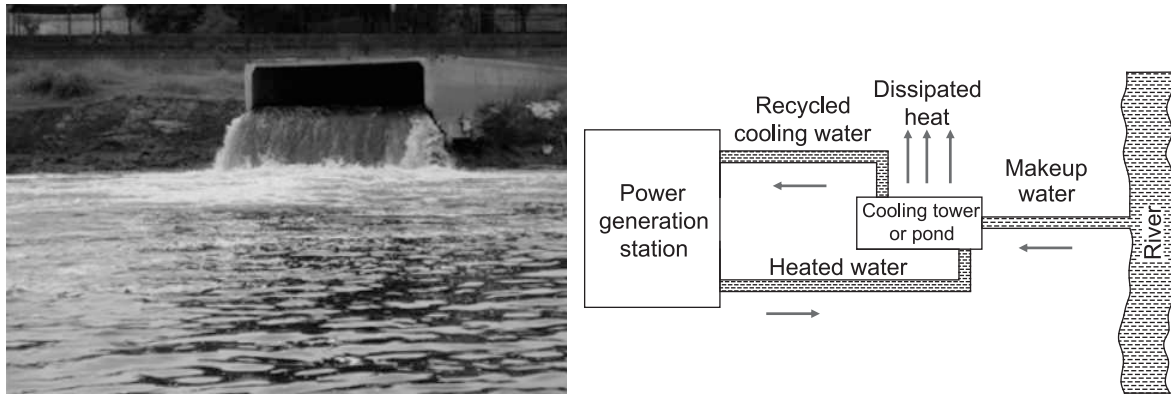 Recycled
cooling water
Dissipated
heat
Makeup
water
Power
generation
station
Cooling tower
or pond
River
Heated water